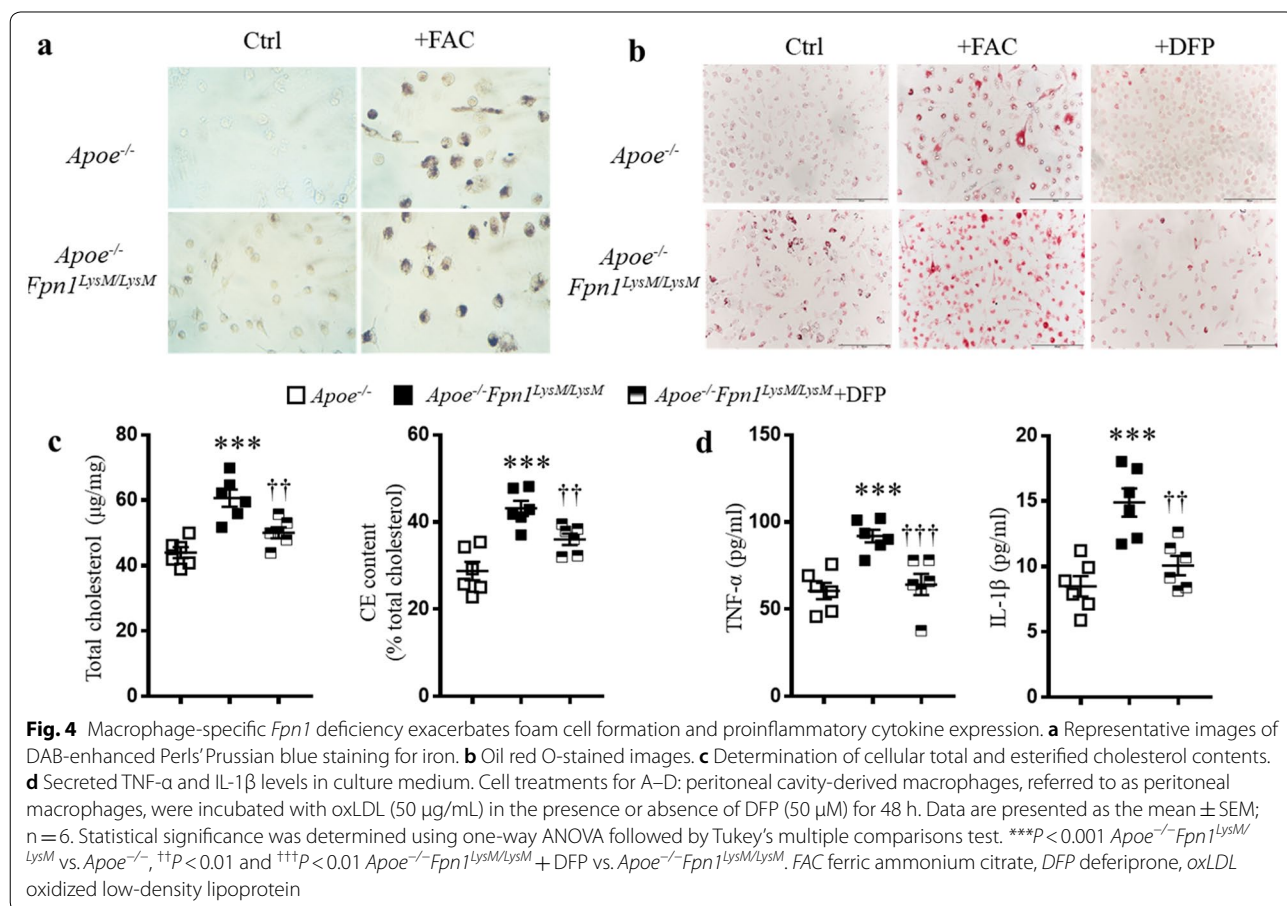 a
Ctrl
+FAC
Apoe-/-
Apoe-/-
Fpn1LysM/LysM
b
Ctrl
+FAC
+DFP
Apoe-/-
Apoe-/-
Fpn1LysM/LysM
Apoe-/-
Apoe-/-Fpn1LysM/LysM
Apoe-/-Fpn1LysM/LysM+DFP
c
Total cholesterol (µg/mg)
80
60
40
20
0
***
††
CE content
(% total cholesterol)
60
40
20
0
***
††
d
TNF-α (pg/ml)
150
100
50
0
***
†††
IL-1β (pg/ml)
20
15
10
5
0
***
††
Fig. 4 Macrophage-specific Fpn1 deficiency exacerbates foam cell formation and proinflammatory cytokine expression. a Representative images of
DAB-enhanced Perls' Prussian blue staining for iron. b Oil red O-stained images. c Determination of cellular total and esterified cholesterol contents.
d Secreted TNF-α and IL-1β levels in culture medium. Cell treatments for A–D: peritoneal cavity-derived macrophages, referred to as peritoneal
macrophages, were incubated with oxLDL (50 µg/mL) in the presence or absence of DFP (50 µM) for 48 h. Data are presented as the mean ± SEM;
n = 6. Statistical significance was determined using one-way ANOVA followed by Tukey's multiple comparisons test. ***P < 0.001 Apoe−/−Fpn1LysM/
LysM vs. Apoe−/−, ††P < 0.01 and †††P < 0.01 Apoe−/−Fpn1LysM/LysM + DFP vs. Apoe−/−Fpn1LysM/LysM. FAC ferric ammonium citrate, DFP deferiprone, oxLDL
oxidized low-density lipoprotein